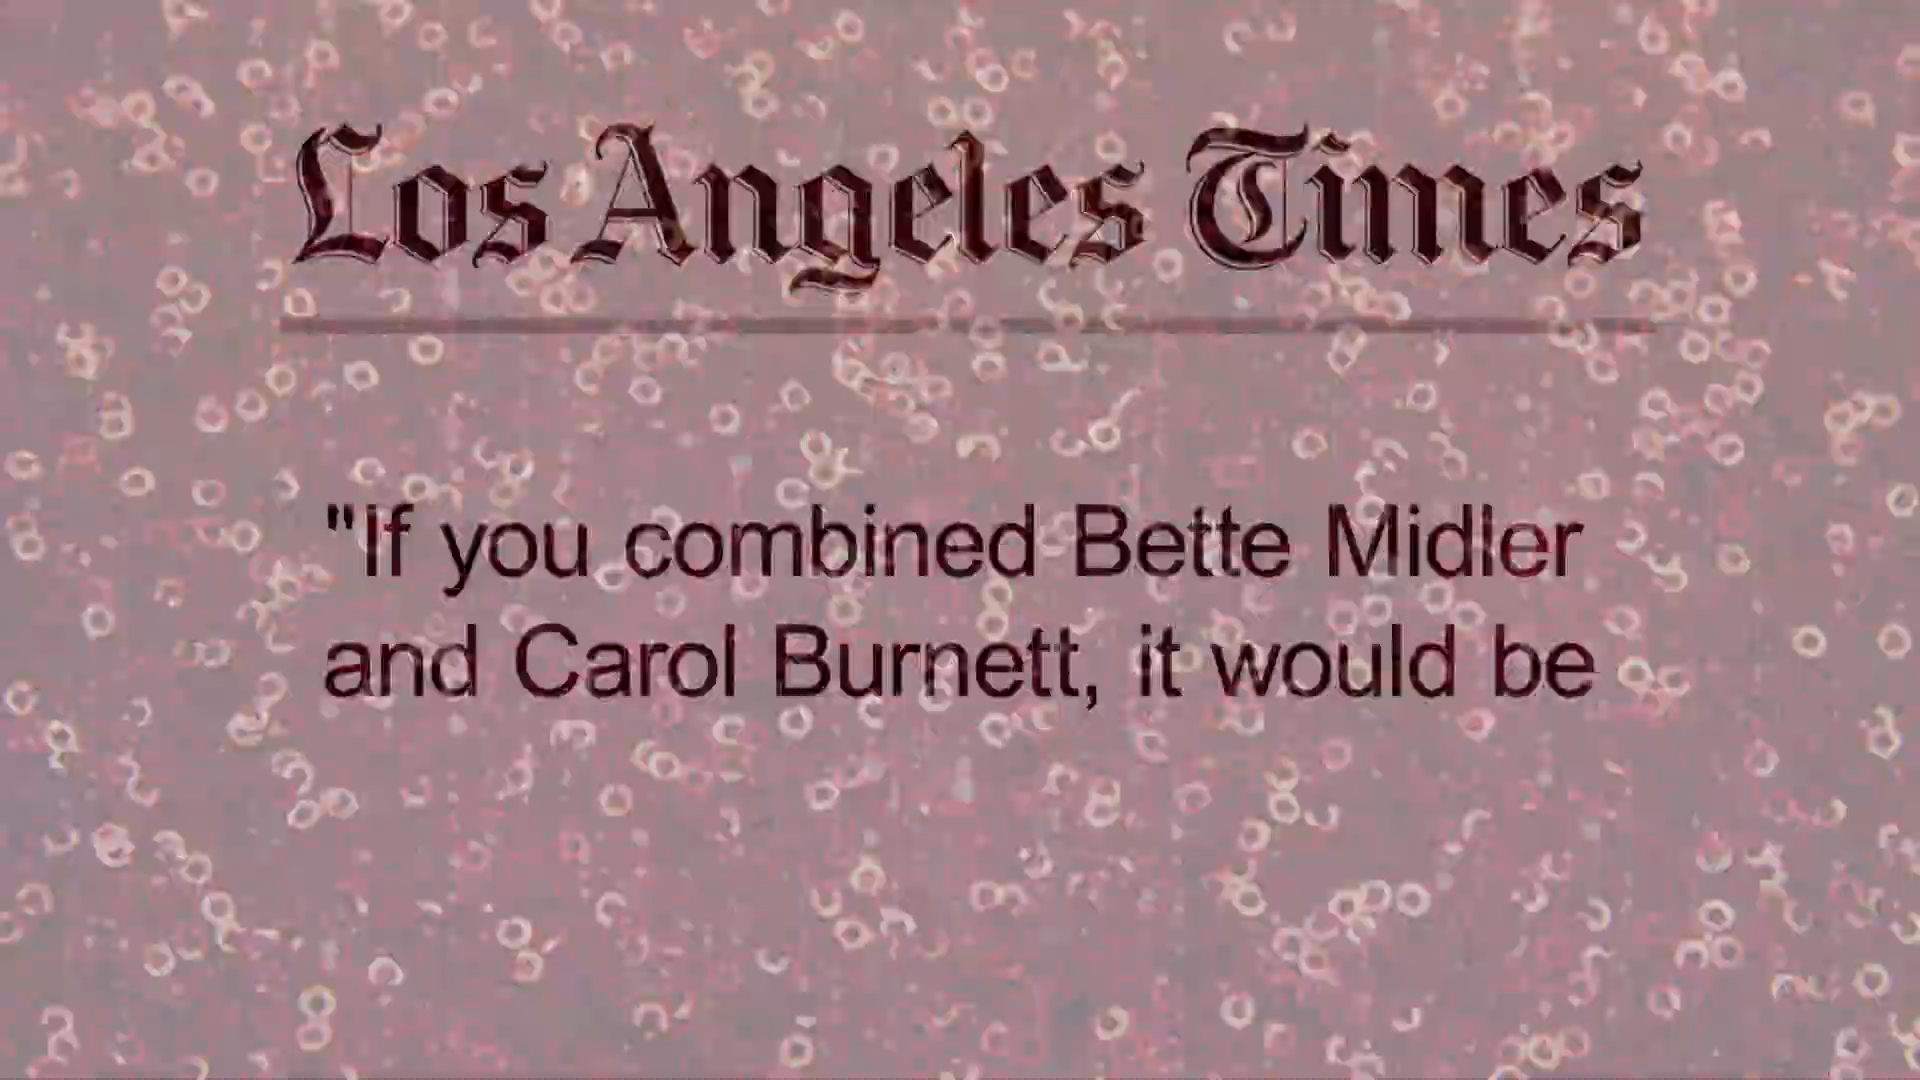 Los Angeles Times
"If you combined Bette Midler
and Carol Burnett, it would be